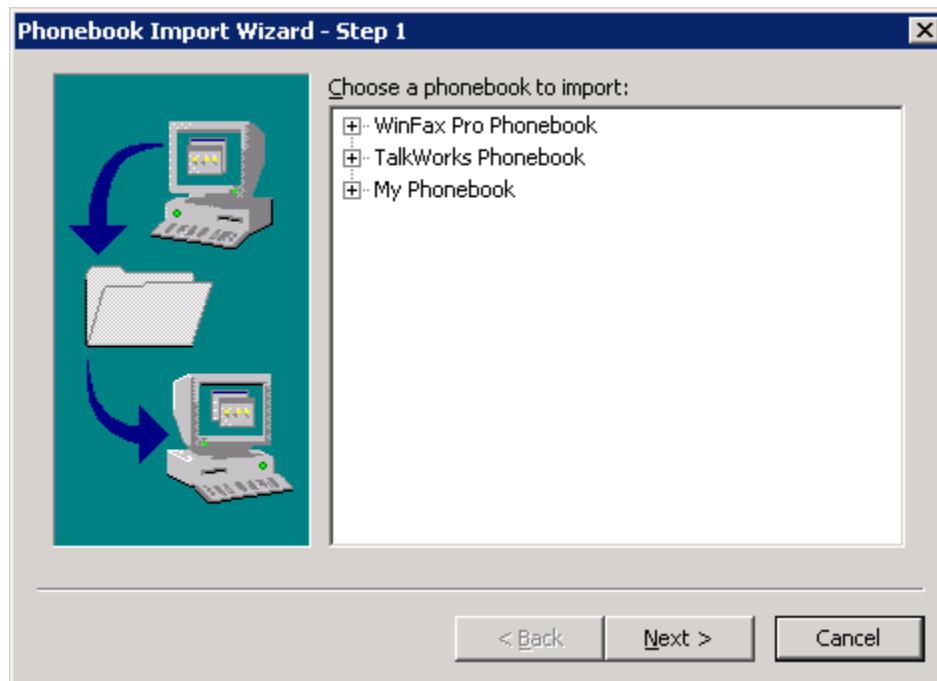 Phonebook Import Wizard - Step 1
Choose a phonebook to import:
WinFax Pro Phonebook
TalkWorks Phonebook
My Phonebook
< Back Next > Cancel